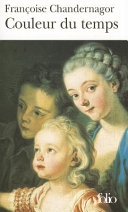 Françoise Chandernagor
Couleur du temps
folio